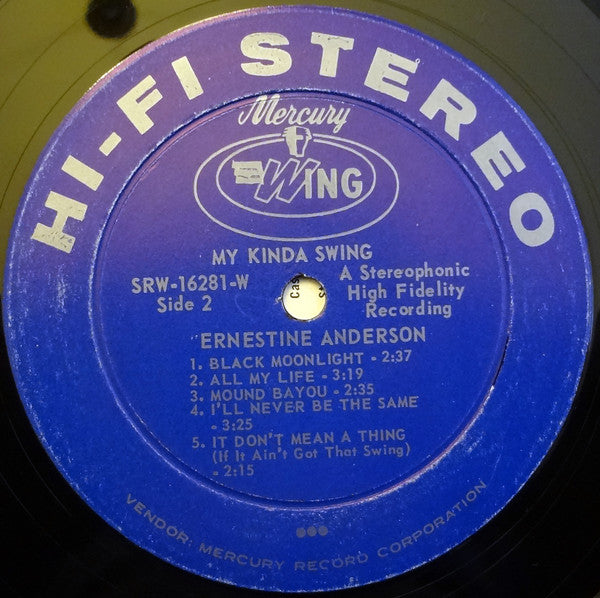 HI-FI STEREO
Mercury
WING
MY KINDA SWING
SRW-16281-W
Side 2
A Stereophonic
High Fidelity
Recording
Cas
ERNESTINE ANDERSON
1. BLACK MOONLIGHT - 2:37
2. ALL MY LIFE - 3:19
3. MOUND BAYOU - 2:35
4. I'LL NEVER BE THE SAME
- 3:25
5. IT DON'T MEAN A THING
(If It Ain't Got That Swing)
- 2:15
VENDOR: MERCURY RECORD CORPORATION